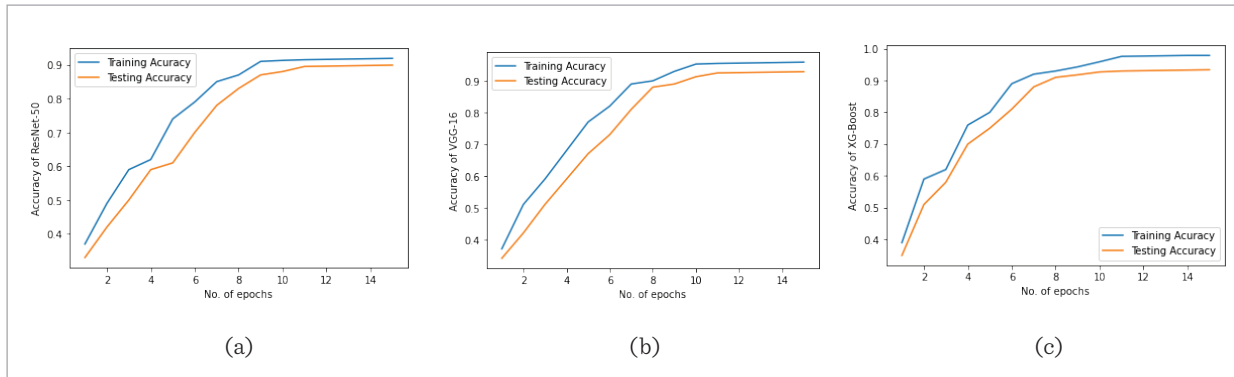 Training Acuracy
Testing Accuracy
Accuracy of ResNet-50
0.9
0.8
0.7
0.6
0.5
0.4
2 4 6 8 10 12 14
No. of epochs
(a)
Training Acuracy
Testing Accuracy
Accuracy of VGG-16
0.9
0.8
0.7
0.6
0.5
0.4
2 4 6 8 10 12 14
No. of epochs
(b)
Accuracy of XG-Boost
1.0
0.9
0.8
0.7
0.6
0.5
0.4
Training Acuracy
Testing Accuracy
2 4 6 8 10 12 14
No. of epochs
(c)